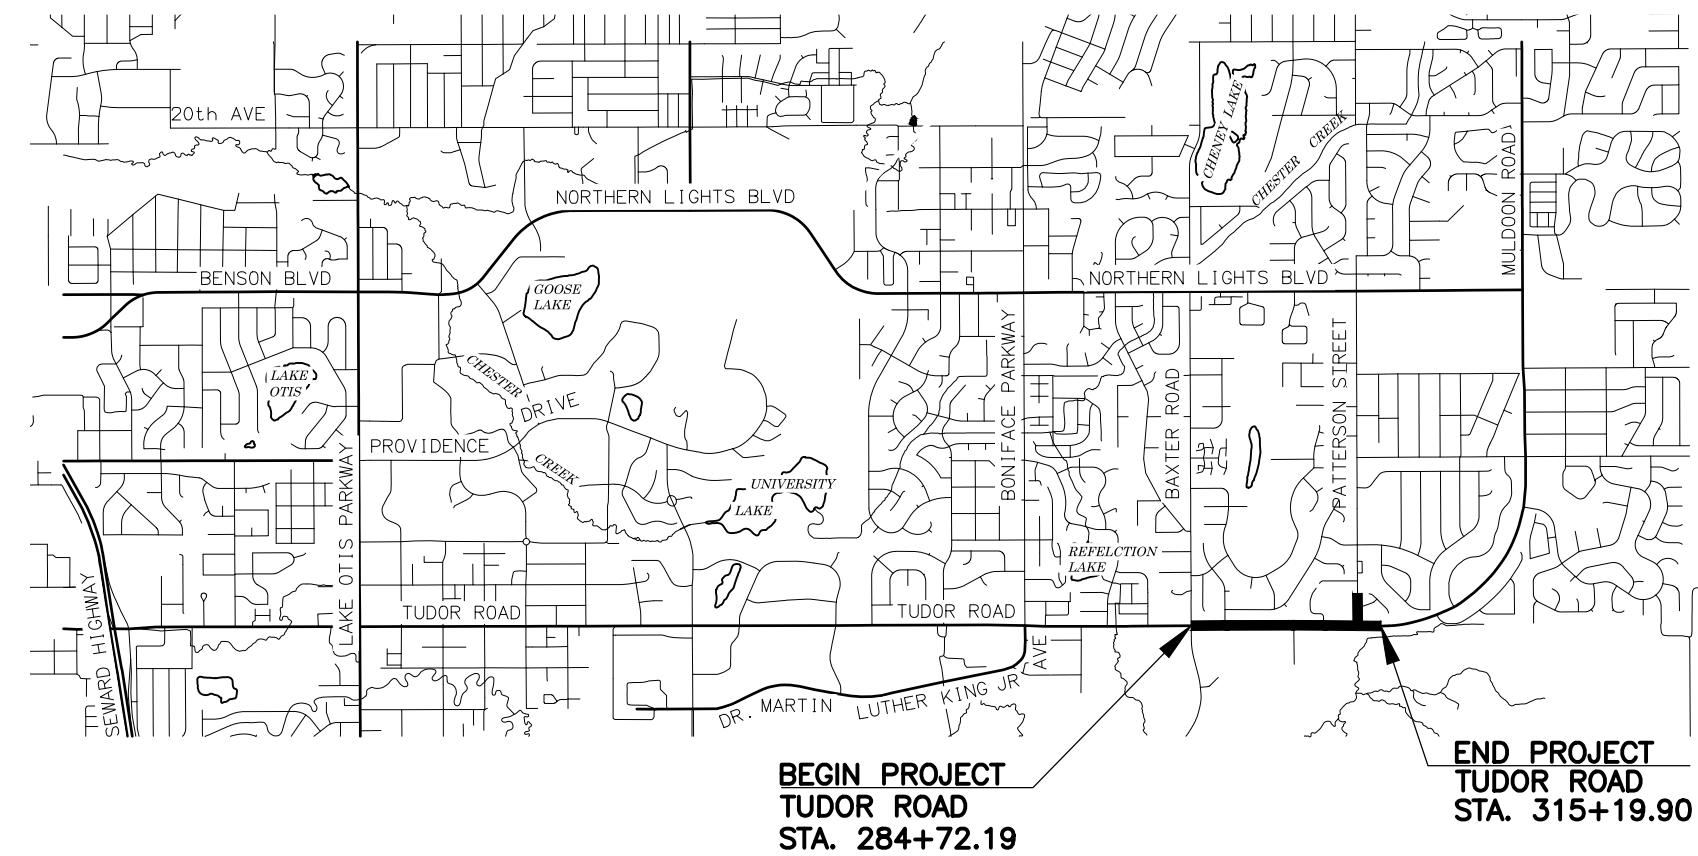 20th AVE
CHENEY LAKE
CHESTER CREEK
MULDOON ROAD
NORTHERN LIGHTS BLVD
BENSON BLVD
GOOSE
LAKE
NORTHERN LIGHTS BLVD
LAKE
OTIS
CHESTER
DRIVE
PROVIDENCE
CREEK
BONIFACE PARKWAY
BAXTER ROAD
PATTERSON STREET
LAKE OTIS PARKWAY
UNIVERSITY
LAKE
REFELCTION
LAKE
SEWARD HIGHWAY
SEWARD HIGHWAY
TUDOR ROAD
TUDOR ROAD
AVE
DR. MARTIN LUTHER KING JR
BEGIN PROJECT
TUDOR ROAD
STA. 284+72.19
END PROJECT
TUDOR ROAD
STA. 315+19.90